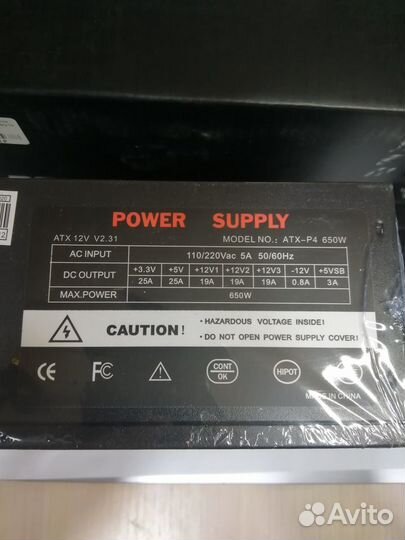 POWER SUPPLY
ATX 12V V2.31 MODEL NO.: ATX-P4 650W
AC INPUT 110/220Vac 5A 50/60Hz
DC OUTPUT +3.3V +5V +12V1 +12V2 +12V3 -12V +5VSB
25A 25A 19A 19A 19A 0.8A 3A
MAX.POWER 650W
CAUTION!
• HAZARDOUS VOLTAGE INSIDE!
• DO NOT OPEN POWER SUPPLY COVER!
CE FC CONT OK HIPOT
MADE IN CHINA
Avito